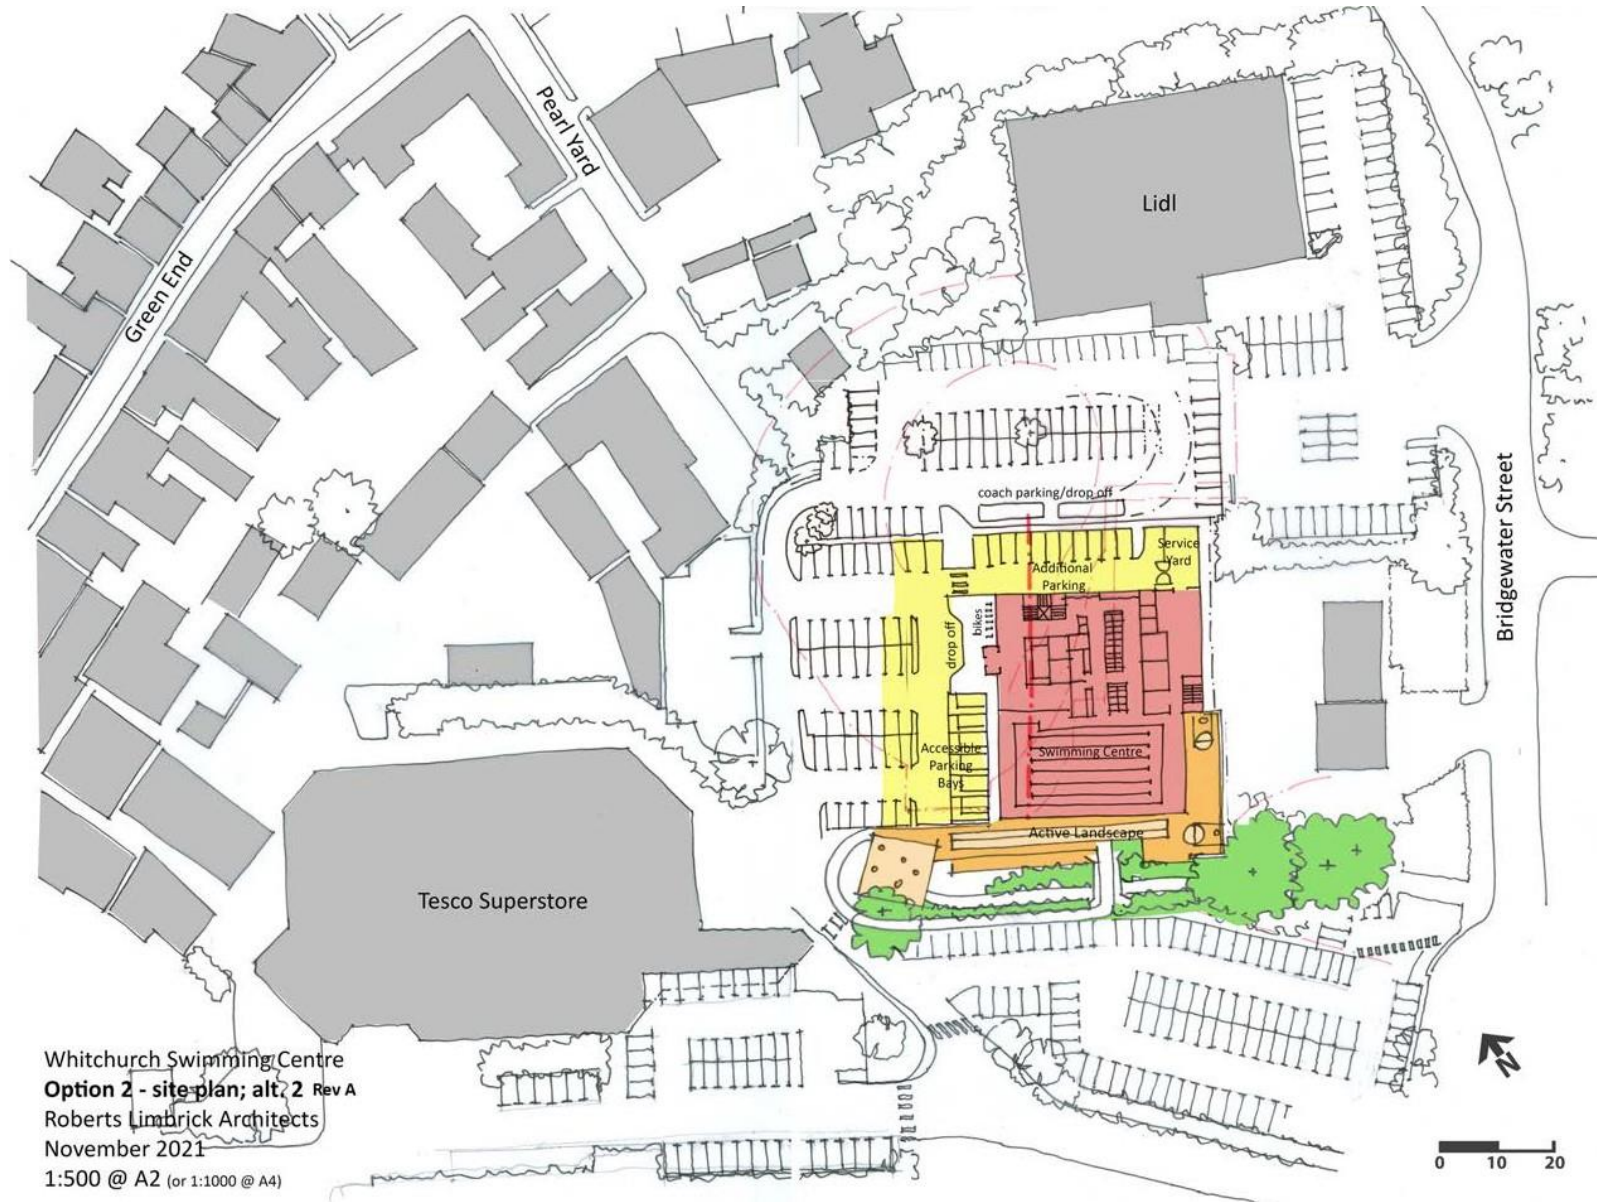 Pearl Yard
Lidl
Green End
coach parking/drop off
Bridgewater Street
Service
Yard
Additional
Parking
bikes
drop off
Accessible
Parking
Bays
Swimming Centre
Active Landscape
Tesco Superstore
Whitchurch Swimming Centre
Option 2 - site plan; alt. 2 Rev A
Roberts Limbrick Architects
November 2021
1:500 @ A2 (or 1:1000 @ A4)
N
0 10 20